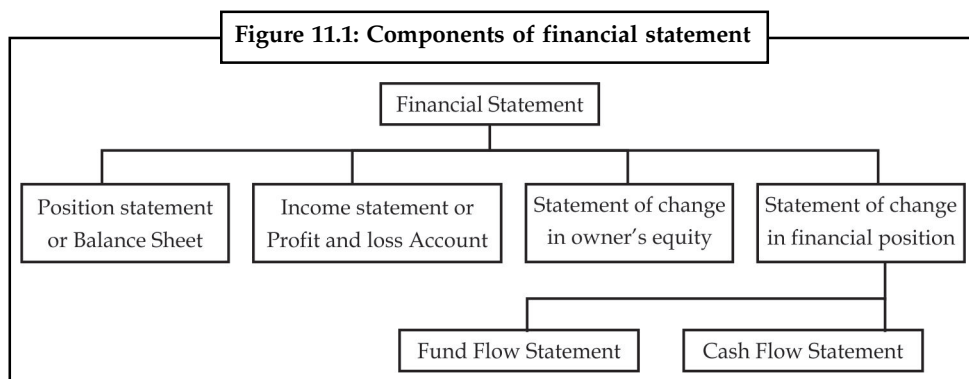 Figure 11.1: Components of financial statement
Financial Statement
Position statement
or Balance Sheet
Income statement or
Profit and loss Account
Statement of change
in owner's equity
Statement of change
in financial position
Fund Flow Statement
Cash Flow Statement